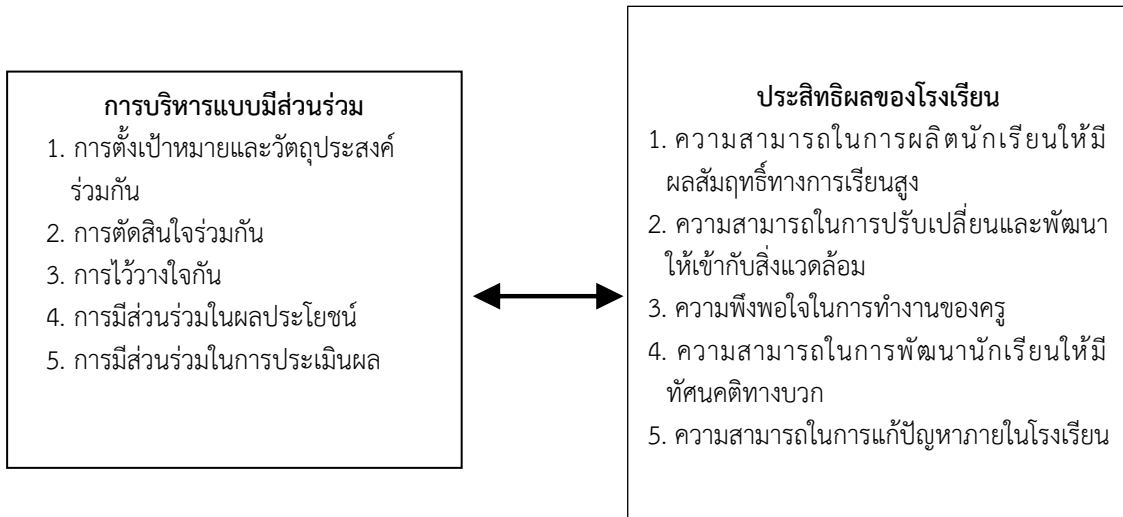 การบริหารแบบมีส่วนร่วม
1. การตั้งเป้าหมายและวัตถุประสงค์
ร่วมกัน
2. การตัดสินใจร่วมกัน
3. การไว้วางใจกัน
4. การมีส่วนร่วมในผลประโยชน์
5. การมีส่วนร่วมในการประเมินผล
ประสิทธิผลของโรงเรียน
1. ความสามารถในการผลิตนักเรียนให้มี
ผลสัมฤทธิ์ทางการเรียนสูง
2. ความสามารถในการปรับเปลี่ยนและพัฒนา
ให้เข้ากับสิ่งแวดล้อม
3. ความพึงพอใจในการทำงานของครู
4. ความสามารถในการพัฒนานักเรียนให้มี
ทัศนคติทางบวก
5. ความสามารถในการแก้ปัญหาภายในโรงเรียน